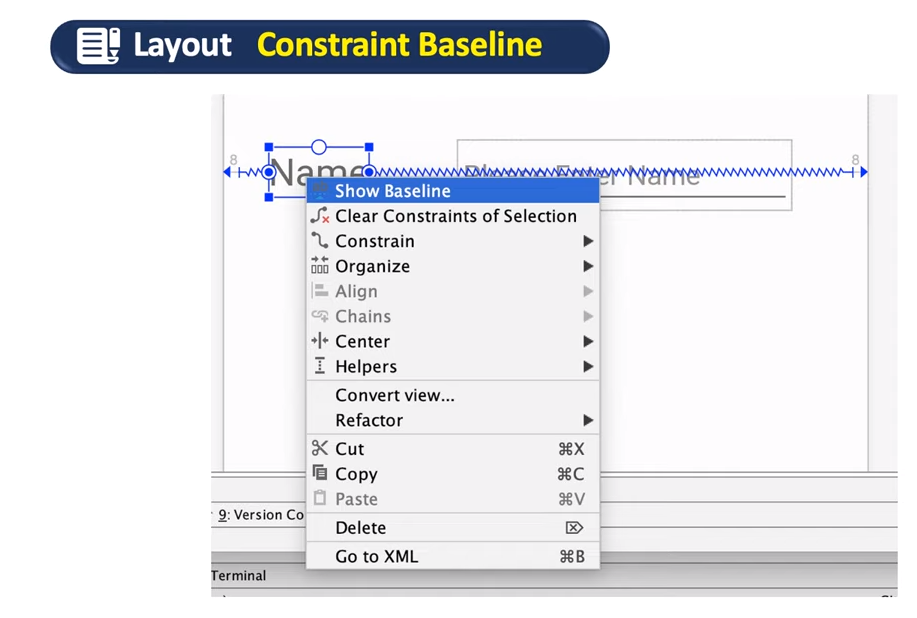 Layout Constraint Baseline
8 8
Name Please Enter Name
Show Baseline
Clear Constraints of Selection
Constrain
Organize
Align
Chains
Center
Helpers
Convert view...
Refactor
Cut ⌘X
Copy ⌘C
Paste ⌘V
9: Version Co
Delete ⌦
Go to XML ⌘B
Terminal